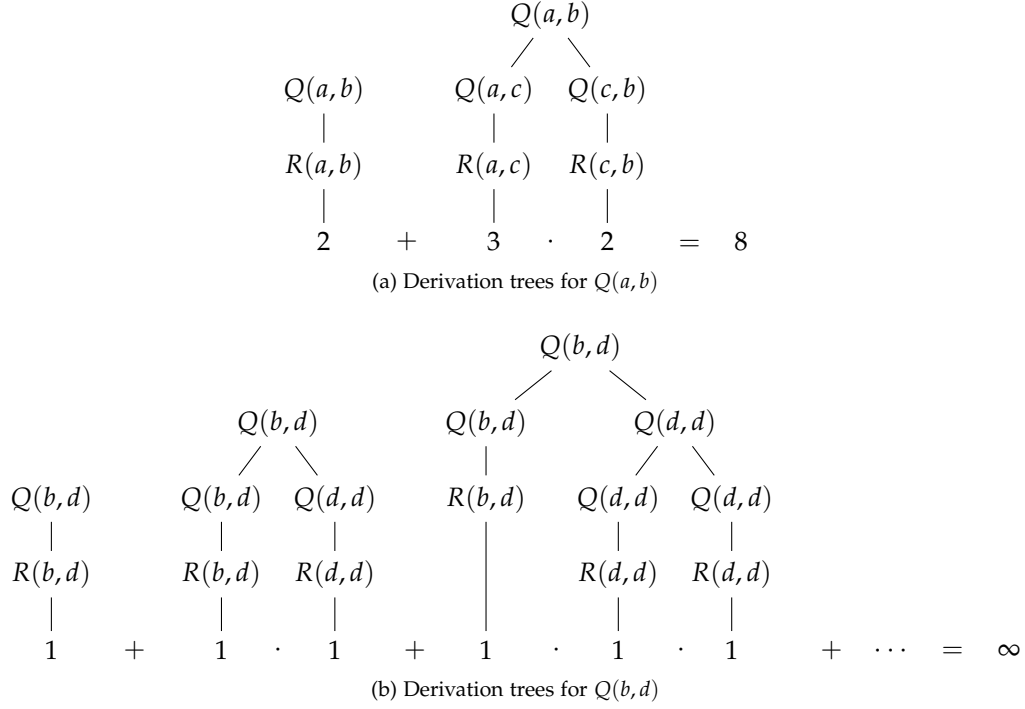 Q(a, b)
Q(a, b) Q(a, c) Q(c, b)
R(a, b) R(a, c) R(c, b)
2 + 3 · 2 = 8
(a) Derivation trees for Q(a, b)
Q(b, d)
Q(b, d) Q(b, d) Q(d, d)
Q(b, d) Q(b, d) Q(d, d) R(b, d) Q(d, d) Q(d, d)
R(b, d) R(b, d) R(d, d) R(d, d) R(d, d)
1 + 1 · 1 + 1 · 1 · 1 + ··· = ∞
(b) Derivation trees for Q(b, d)